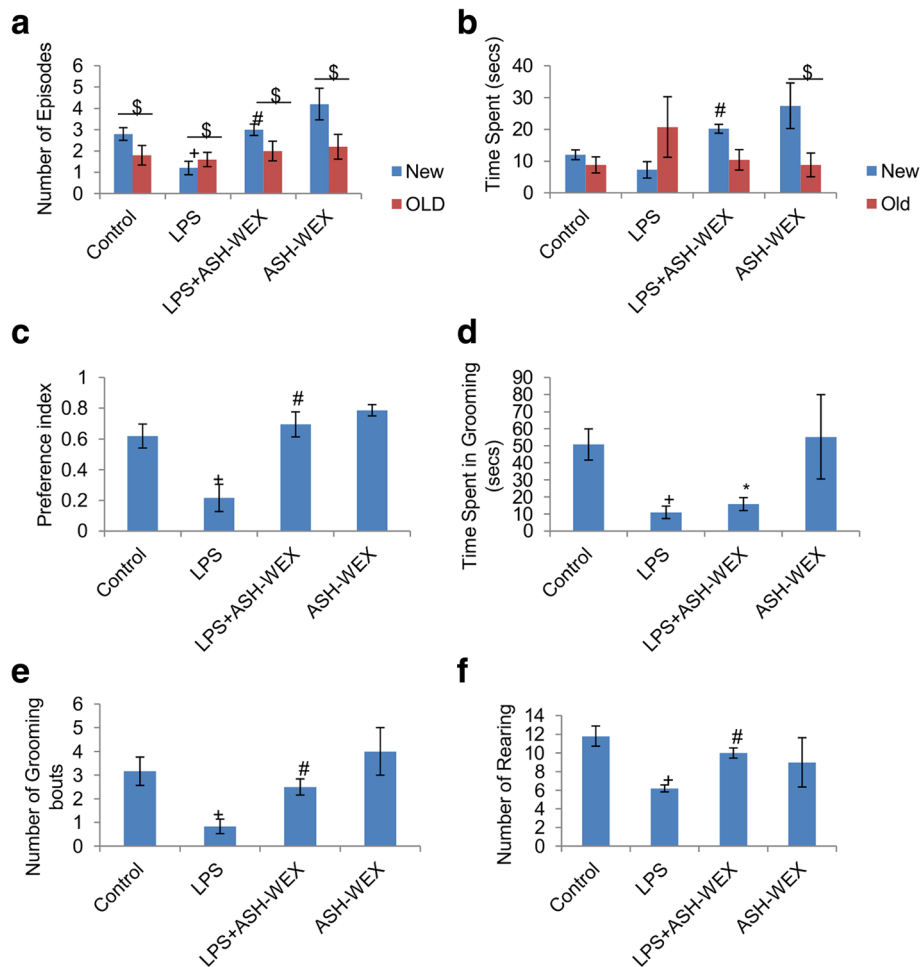 a
Number of Episodes
6
5
4
3
2
1
0
$
+
$
#
$
$
Control
LPS
LPS+ASH-WEX
ASH-WEX
New
OLD
b
Time Spent (secs)
40
30
20
10
0
#
$
Control
LPS
LPS+ASH-WEX
ASH-WEX
New
Old
c
Preference index
1
0.8
0.6
0.4
0.2
0
+
#
Control
LPS
LPS+ASH-WEX
ASH-WEX
d
Time Spent in Grooming
(secs)
90
80
70
60
50
40
30
20
10
0
+
*
Control
LPS
LPS+ASH-WEX
ASH-WEX
e
Number of Grooming
bouts
6
5
4
3
2
1
0
+
#
Control
LPS
LPS+ASH-WEX
ASH-WEX
f
Number of Rearing
14
12
10
8
6
4
2
0
+
#
Control
LPS
LPS+ASH-WEX
ASH-WEX